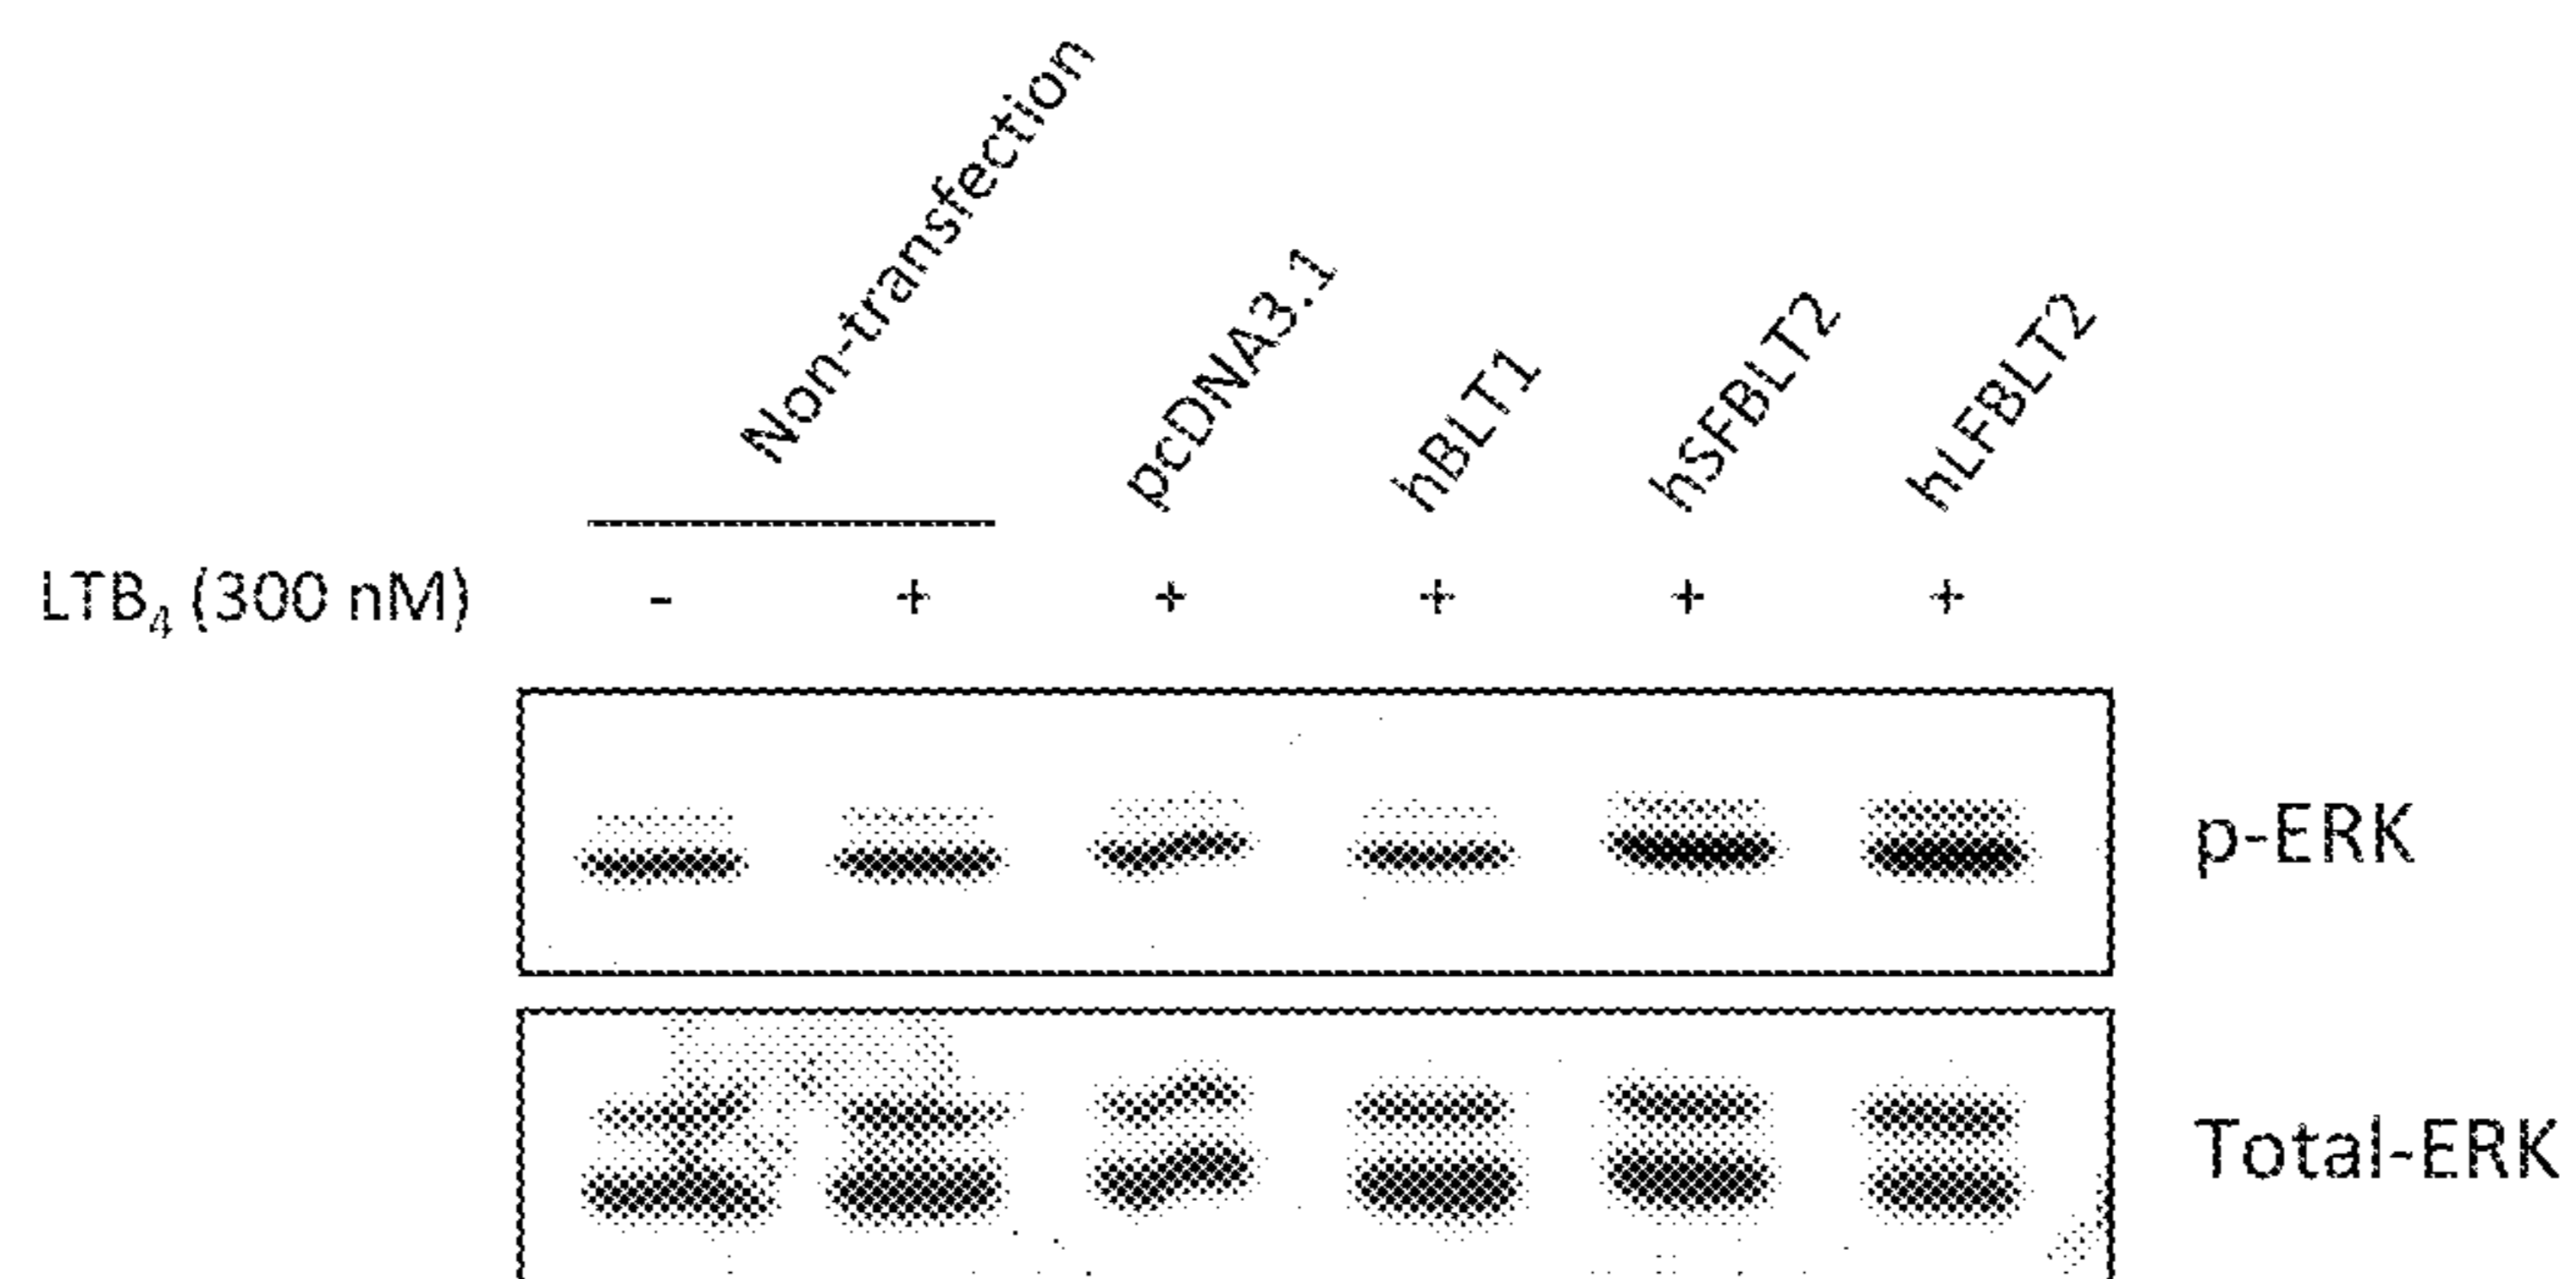 Non-transfection
pcDNA3.1
hBLT1
hSFBLT2
hLFBLT2
LTB₄ (300 nM) - + + + + +
p-ERK
Total-ERK